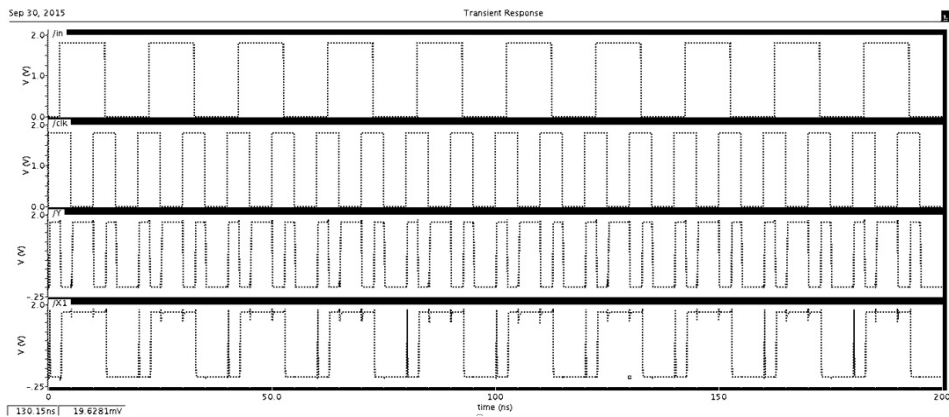 Sep 30, 2015 Transient Response
/in
2.0
V (V)
1.0
0.0
/clk
2.0
V (V)
1.0
0.0
/Y
2.0
V (V)
-.25
/X1
2.0
V (V)
-.25
0 50.0 100 150 200
time (ns)
130.15ns 19.6281mV